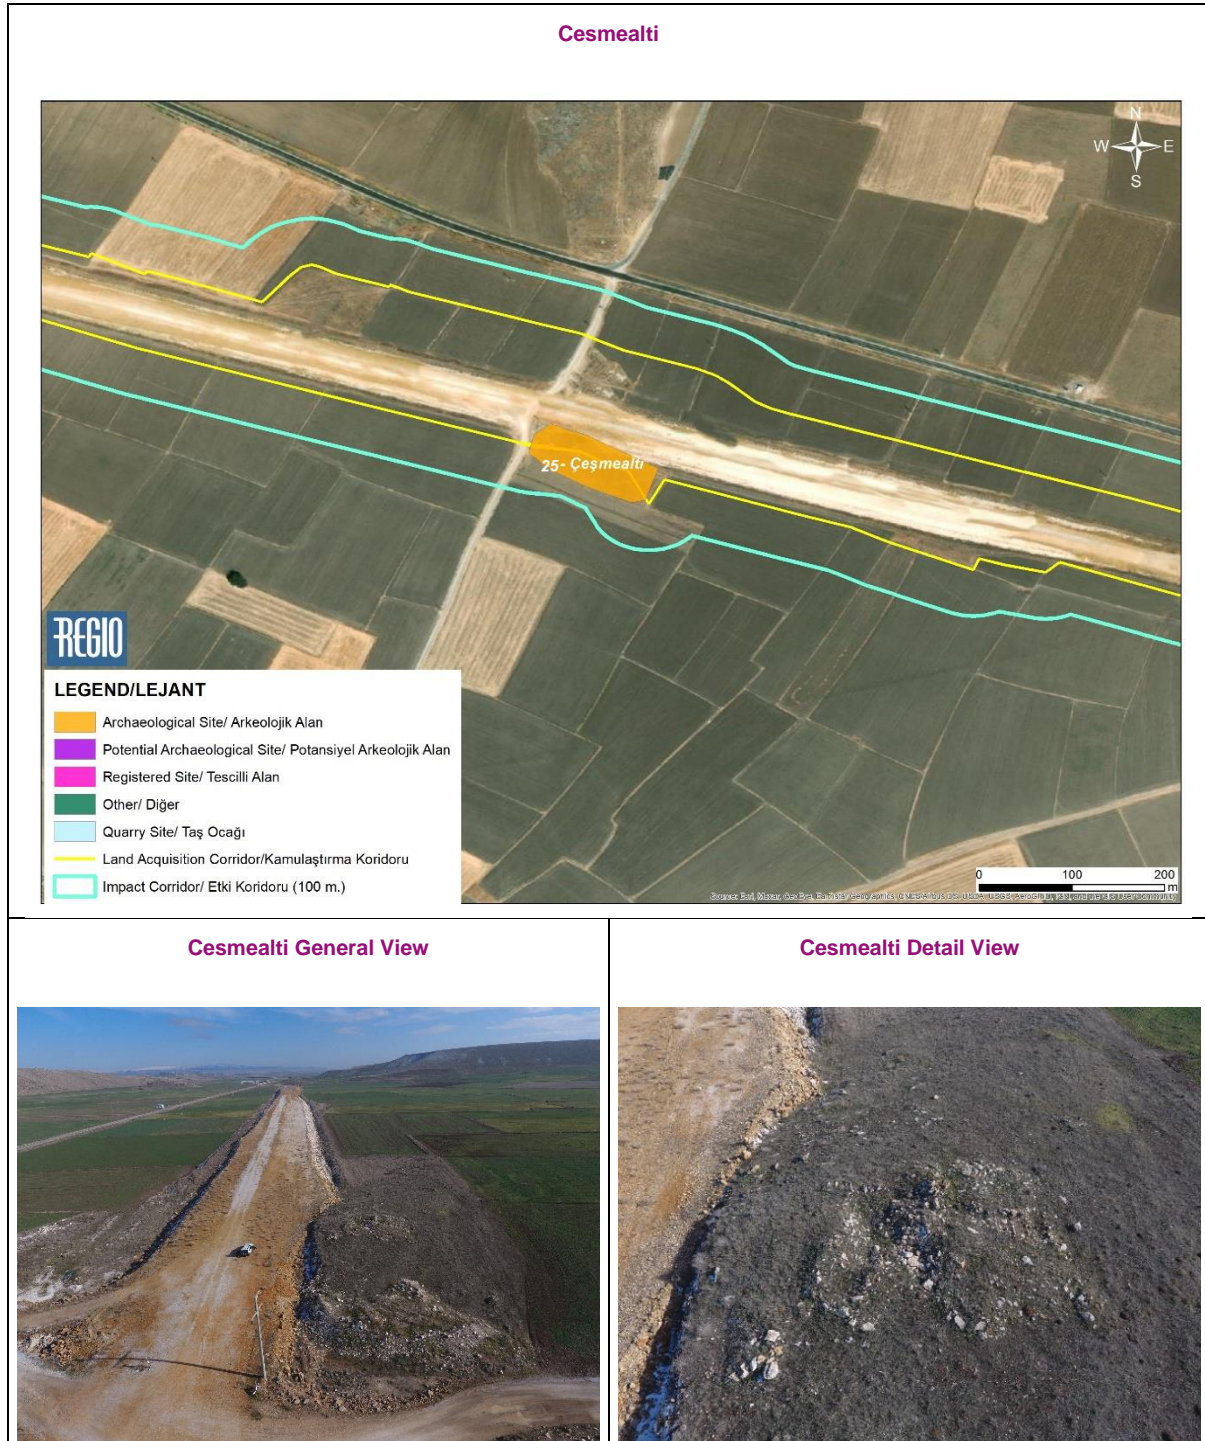 Cesmealti
N
W E
S
25- Çeşmealtı
REGIO
LEGEND/LEJANT
Archaeological Site/ Arkeolojik Alan
Potential Archaeological Site/ Potansiyel Arkeolojik Alan
Registered Site/ Tescilli Alan
Other/ Diğer
Quarry Site/ Taş Ocağı
Land Acquisition Corridor/Kamulaştırma Koridoru
Impact Corridor/ Etki Koridoru (100 m.)
0 100 200
m
Cesmealti General View
Cesmealti Detail View